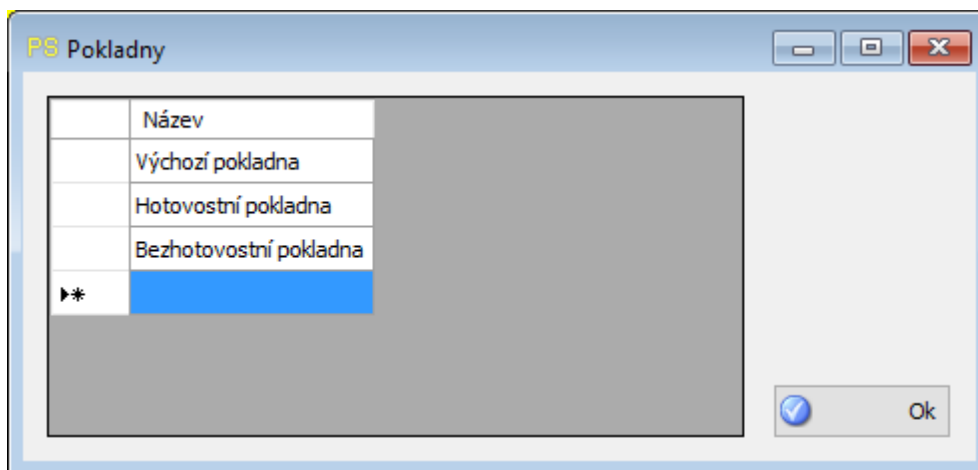 PS Pokladny
Název
Výchozí pokladna
Hotovostní pokladna
Bezhotovostní pokladna
Ok